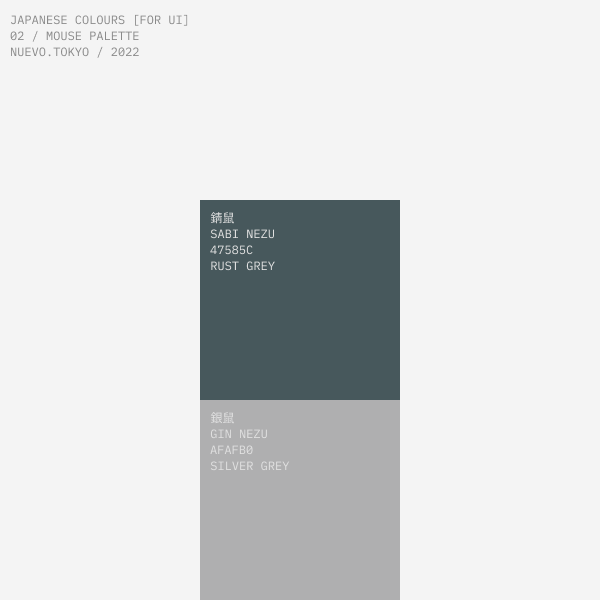 JAPANESE COLOURS [FOR UI]
02 / MOUSE PALETTE
NUEVO.TOKYO / 2022
錆鼠
SABI NEZU
47585C
RUST GREY
銀鼠
GIN NEZU
AFAFB0
SILVER GREY